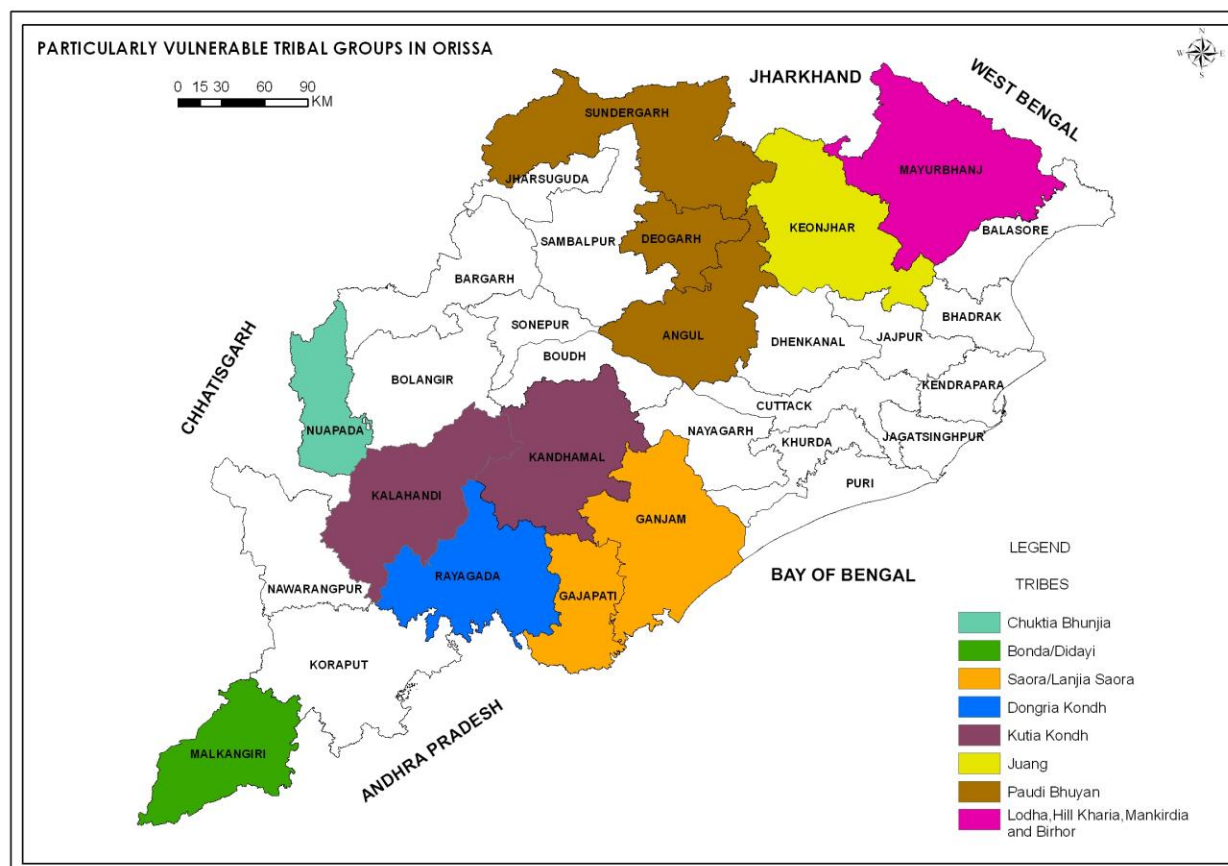 PARTICULARLY VULNERABLE TRIBAL GROUPS IN ORISSA
0 15 30 60 90
KM
N
W E
S
JHARKHAND
WEST BENGAL
SUNDERGARH
MAYURBHANJ
JHARSUGUDA
KEONJHAR
BALASORE
SAMBALPUR
DEOGARH
BARGARH
BHADRAK
SONEPUR
ANGUL
DHENKANAL
JAJPUR
BOUDH
CHHATISGARH
BOLANGIR
KENDRAPARA
CUTTACK
NUAPADA
NAYAGARH
KHURDA
JAGATSINGHPUR
KANDHAMAL
PURI
KALAHANDI
GANJAM
RAYAGADA
BAY OF BENGAL
NAWARANGPUR
GAJAPATI
KORAPUT
ANDHRA PRADESH
MALKANGIRI
LEGEND
TRIBES
Chuktia Bhunjia
Bonda/Didayi
Saora/Lanjia Saora
Dongria Kondh
Kutia Kondh
Juang
Paudi Bhuyan
Lodha,Hill Kharia,Mankirdia
and Birhor